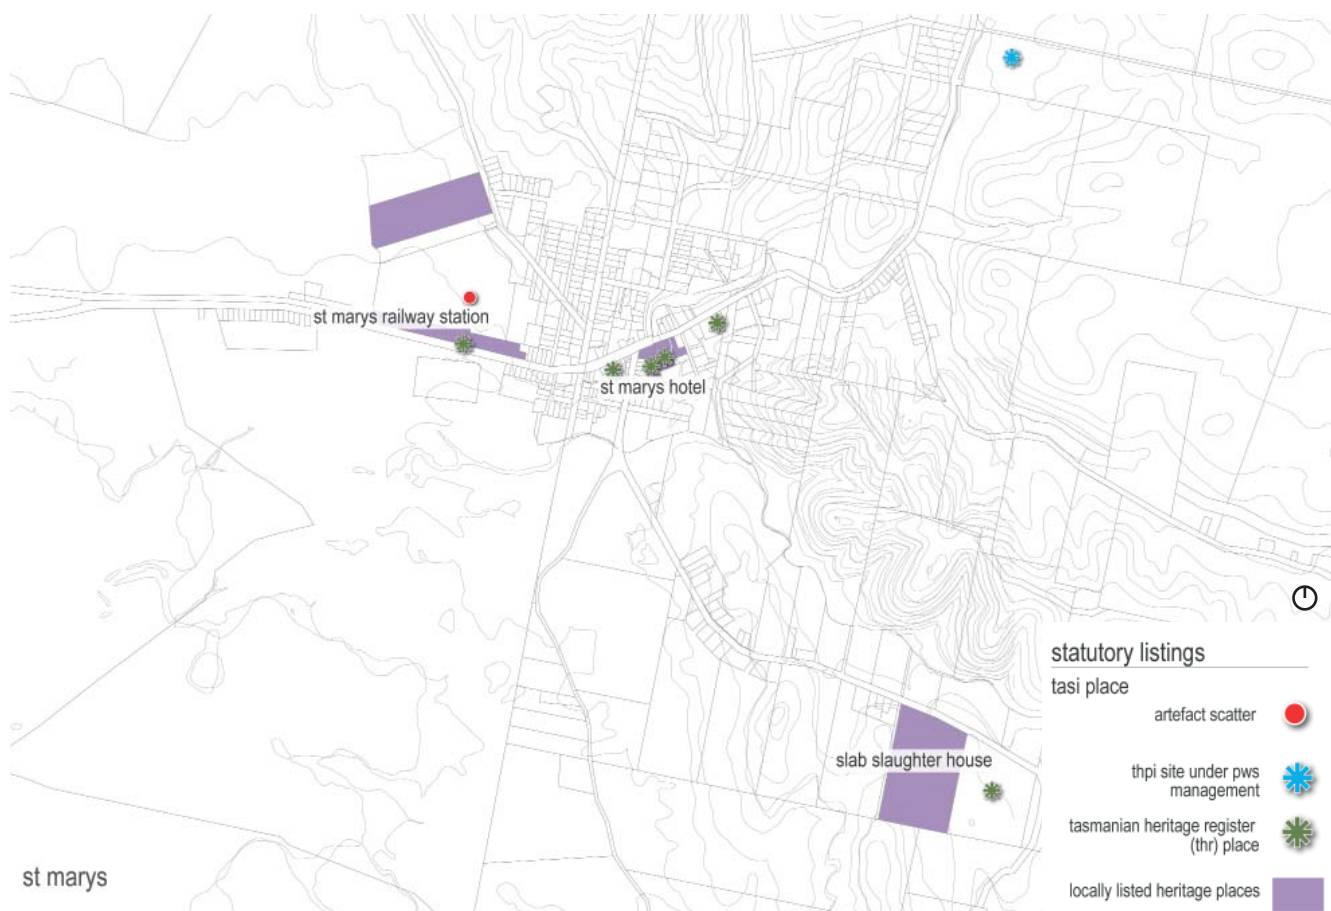 st marys railway station
st marys hotel
slab slaughter house
st marys
statutory listings
tasi place
artefact scatter
thpi site under pws
management
tasmanian heritage register
(thr) place
locally listed heritage places